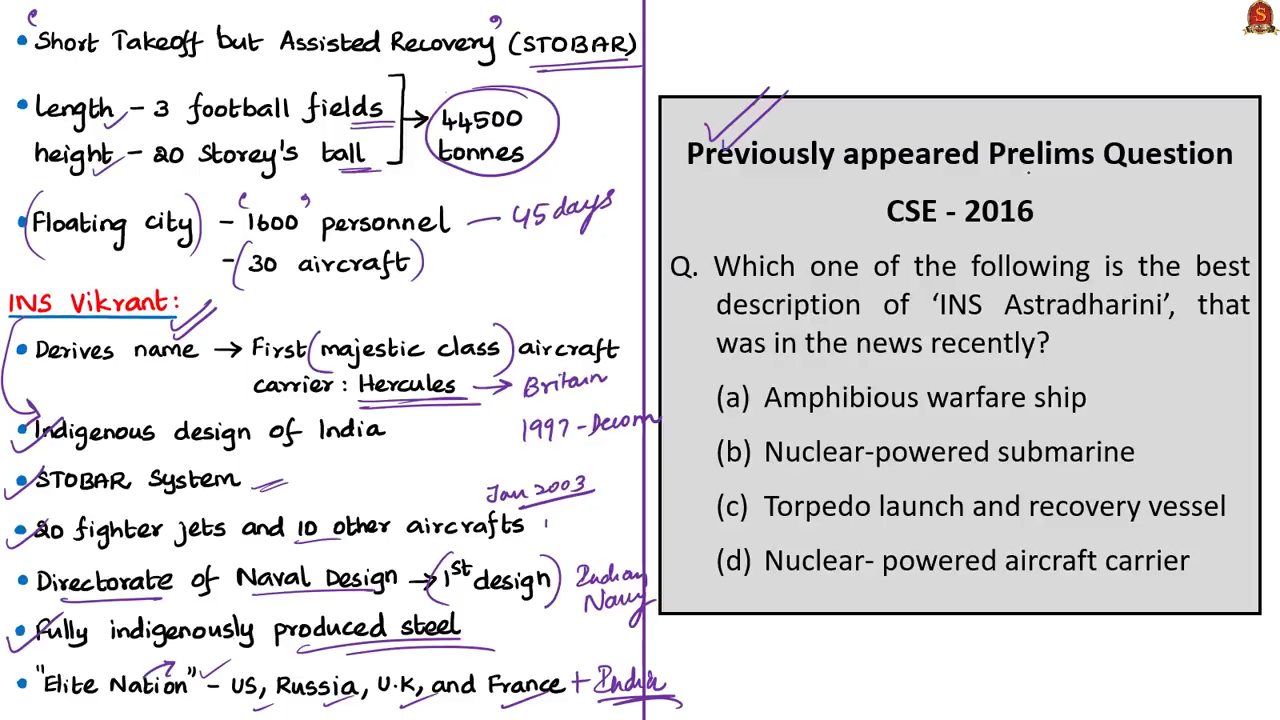 • 'Short Takeoff but Assisted Recovery' (STOBAR)
• Length - 3 football fields
height - 20 Storey's tall
→ 44500 tonnes
• (Floating city) - '1600' personnel — 45 days
- (30 aircraft)
INS Vikrant:
• Derives name → First (majestic class) aircraft
carrier: Hercules → Britain
1997 - Decom
• Indigenous design of India
• STOBAR System
Jan 2003
• 20 fighter jets and 10 other aircrafts
• Directorate of Naval Design → (1st design) Indian Navy
• Fully indigenously produced steel
• "Elite Nation" - US, Russia, U.K, and France + India
Previously appeared Prelims Question
CSE - 2016
Q. Which one of the following is the best
description of 'INS Astradharini', that
was in the news recently?
(a) Amphibious warfare ship
(b) Nuclear-powered submarine
(c) Torpedo launch and recovery vessel
(d) Nuclear- powered aircraft carrier